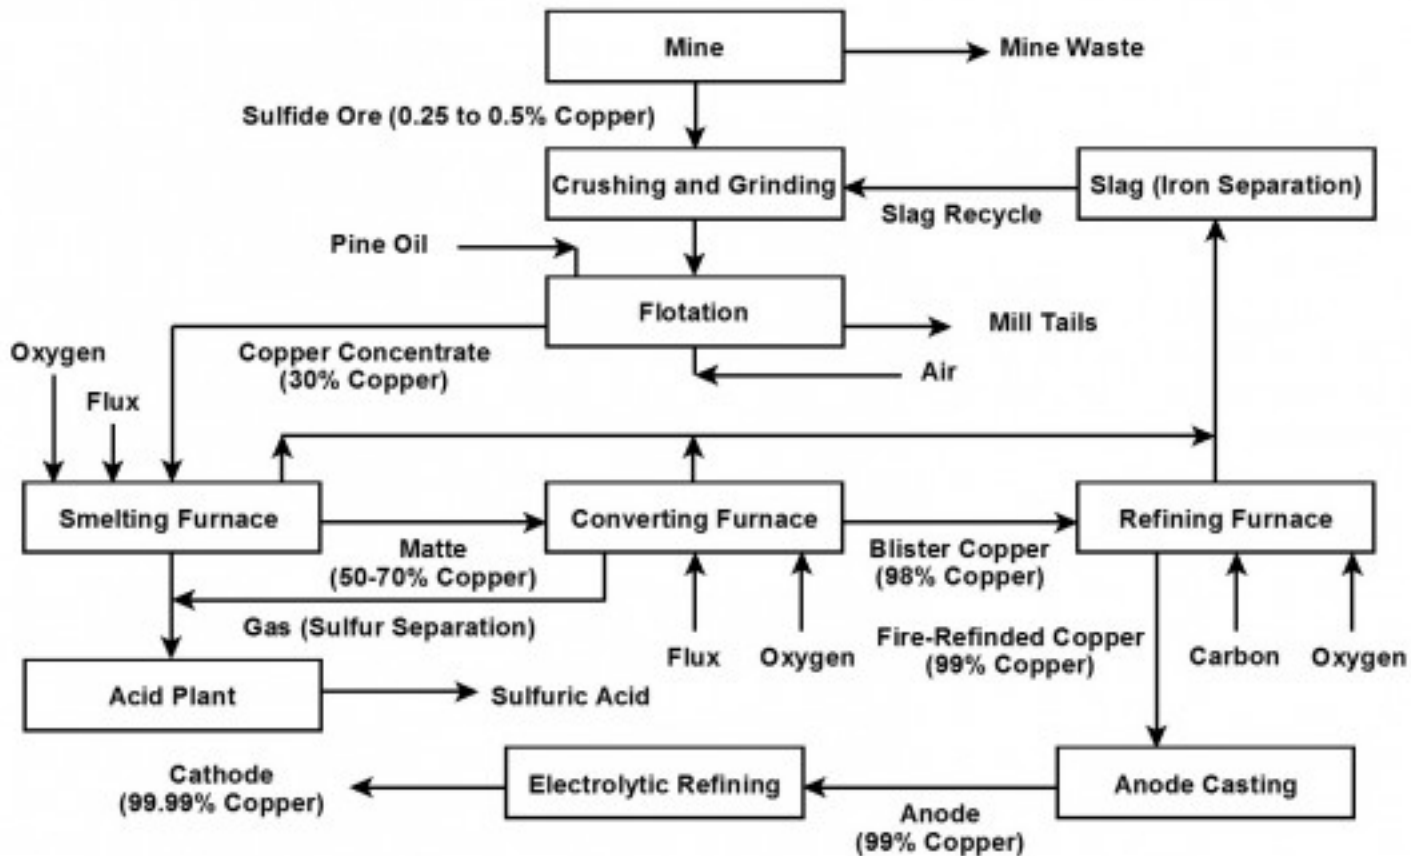 Mine
Mine Waste
Sulfide Ore (0.25 to 0.5% Copper)
Crushing and Grinding
Slag (Iron Separation)
Slag Recycle
Pine Oil
Flotation
Mill Tails
Oxygen
Copper Concentrate
(30% Copper)
Air
Flux
Smelting Furnace
Converting Furnace
Refining Furnace
Matte
(50-70% Copper)
Blister Copper
(98% Copper)
Gas (Sulfur Separation)
Flux
Oxygen
Fire-Refinded Copper
(99% Copper)
Carbon
Oxygen
Acid Plant
Sulfuric Acid
Cathode
(99.99% Copper)
Electrolytic Refining
Anode
(99% Copper)
Anode Casting